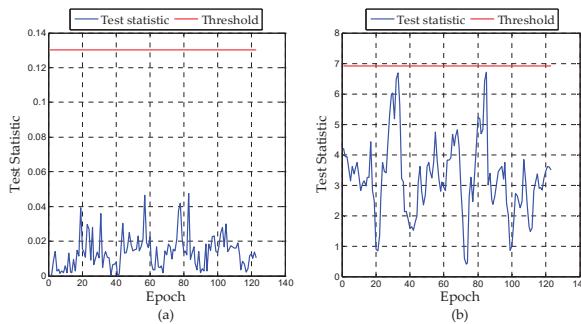 Test statistic Threshold
0.14
0.12
0.1
0.08
0.06
0.04
0.02
0
0 20 40 60 80 100 120 140
Test Statistic
Epoch
(a)
Test statistic Threshold
8
7
6
5
4
3
2
1
0
0 20 40 60 80 100 120 140
Test Statistic
Epoch
(b)